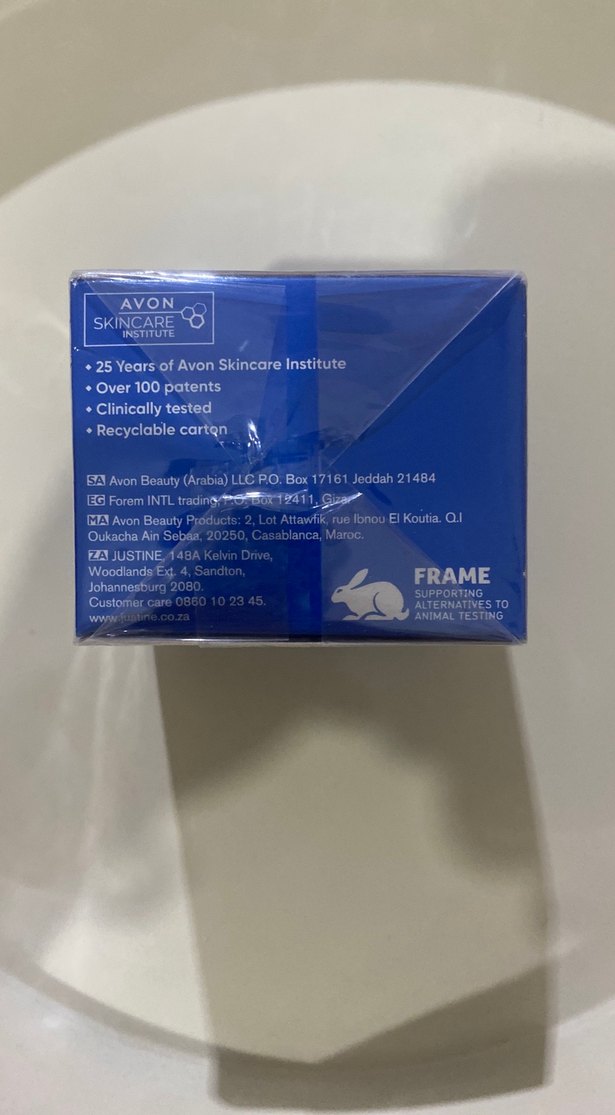 AVON
SKINCARE
INSTITUTE
• 25 Years of Avon Skincare Institute
• Over 100 patents
• Clinically tested
• Recyclable carton
SA Avon Beauty (Arabia) LLC P.O. Box 17161 Jeddah 21484
EG Forem INTL trading, P.O. Box 12411, Giza
MA Avon Beauty Products: 2, Lot Attawfik, rue Ibnou El Koutia. Q.I
Oukacha Ain Sebaa, 20250, Casablanca, Maroc.
ZA JUSTINE, 148A Kelvin Drive,
Woodlands Ext. 4, Sandton,
Johannesburg 2080.
Customer care 0860 10 23 45.
www.justine.co.za
FRAME
SUPPORTING
ALTERNATIVES TO
ANIMAL TESTING